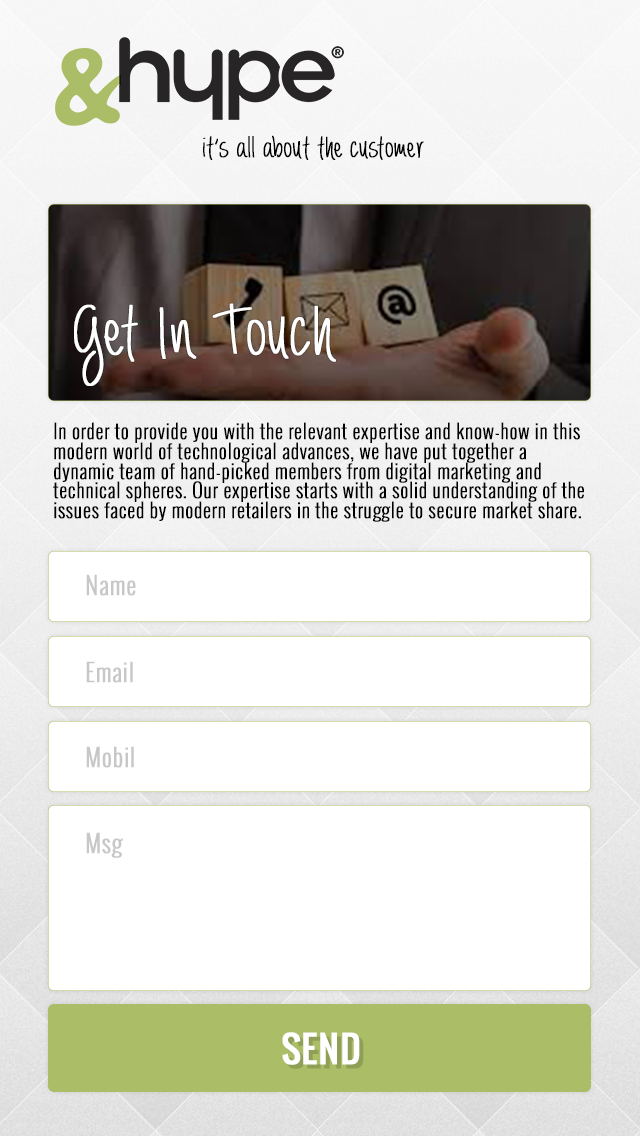 &hype®
it's all about the customer
Get In Touch
@
In order to provide you with the relevant expertise and know-how in this
modern world of technological advances, we have put together a
dynamic team of hand-picked members from digital marketing and
technical spheres. Our expertise starts with a solid understanding of the
issues faced by modern retailers in the struggle to secure market share.
Name
Email
Mobil
Msg
SEND